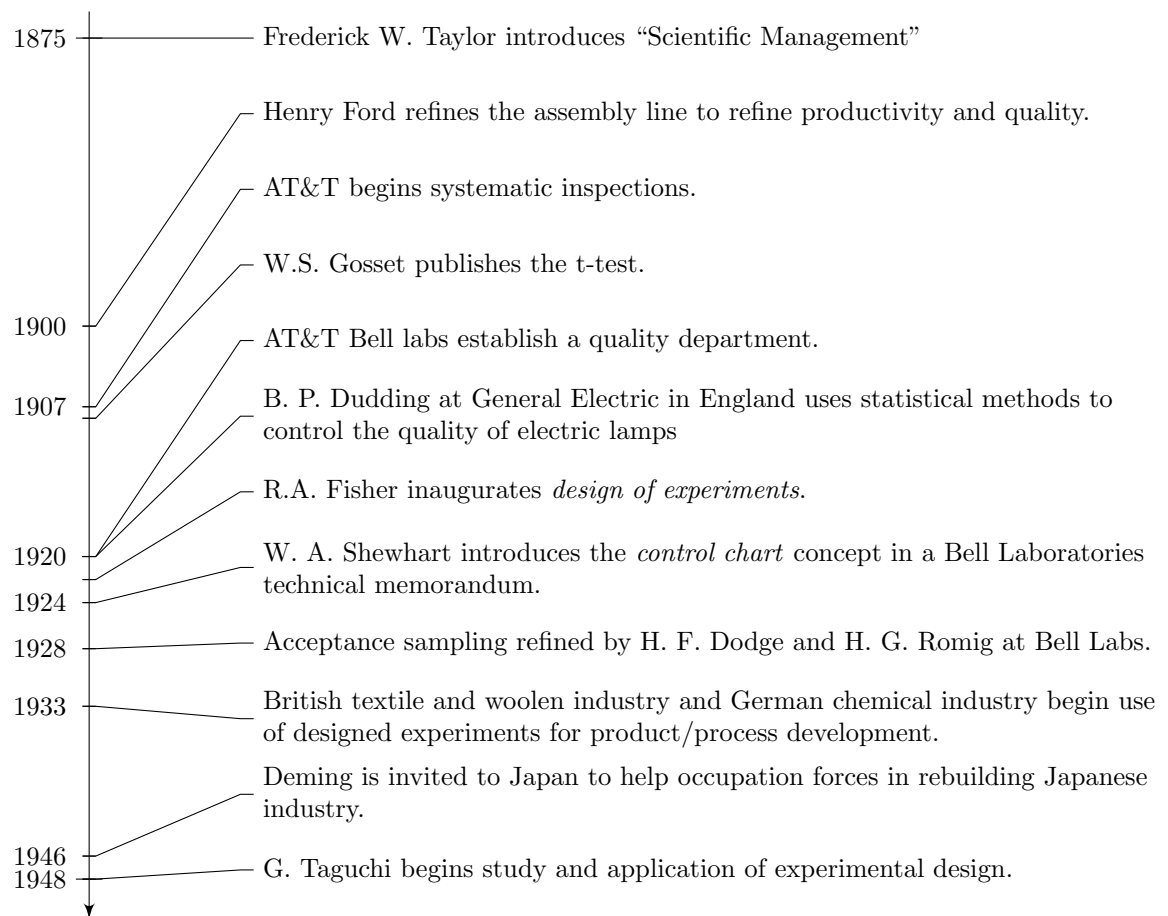 1875 Frederick W. Taylor introduces “Scientific Management”
Henry Ford refines the assembly line to refine productivity and quality.
AT&T begins systematic inspections.
W.S. Gosset publishes the t-test.
1900
AT&T Bell labs establish a quality department.
1907
B. P. Dudding at General Electric in England uses statistical methods to
control the quality of electric lamps
R.A. Fisher inaugurates design of experiments.
1920
W. A. Shewhart introduces the control chart concept in a Bell Laboratories
technical memorandum.
1924
1928
Acceptance sampling refined by H. F. Dodge and H. G. Romig at Bell Labs.
1933
British textile and woolen industry and German chemical industry begin use
of designed experiments for product/process development.
Deming is invited to Japan to help occupation forces in rebuilding Japanese
industry.
1946
1948
G. Taguchi begins study and application of experimental design.